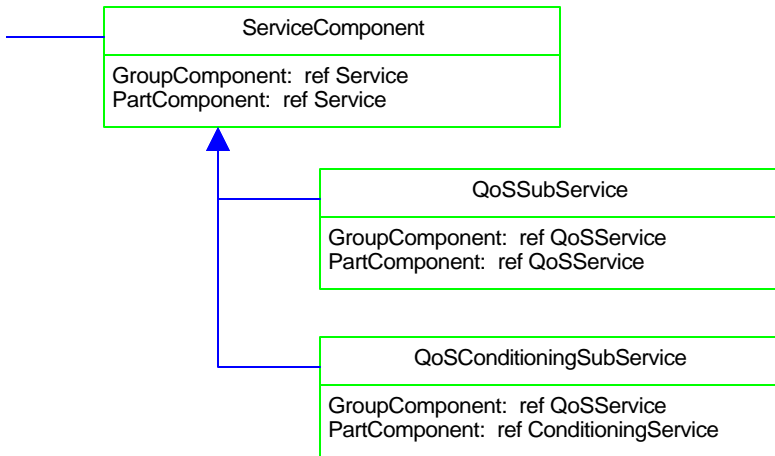 ServiceComponent
GroupComponent: ref Service
PartComponent: ref Service
QoSSubService
GroupComponent: ref QoSService
PartComponent: ref QoSService
QoSConditioningSubService
GroupComponent: ref QoSService
PartComponent: ref ConditioningService